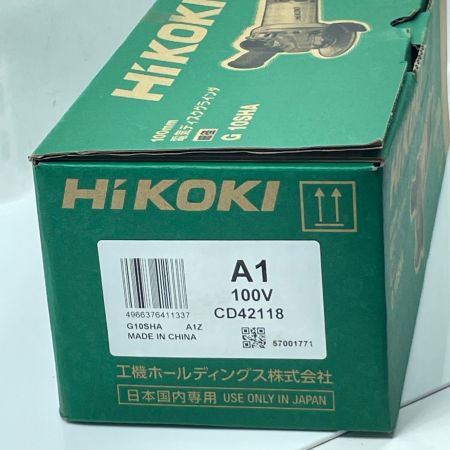 HiKOKI
100mm
電気ディスクグラインダ
G 10SHA
HiKOKI
A1
100V
CD42118
4966376411337
G10SHA A1Z
MADE IN CHINA
57001771
工機ホールディングス株式会社
日本国内専用 USE ONLY IN JAPAN